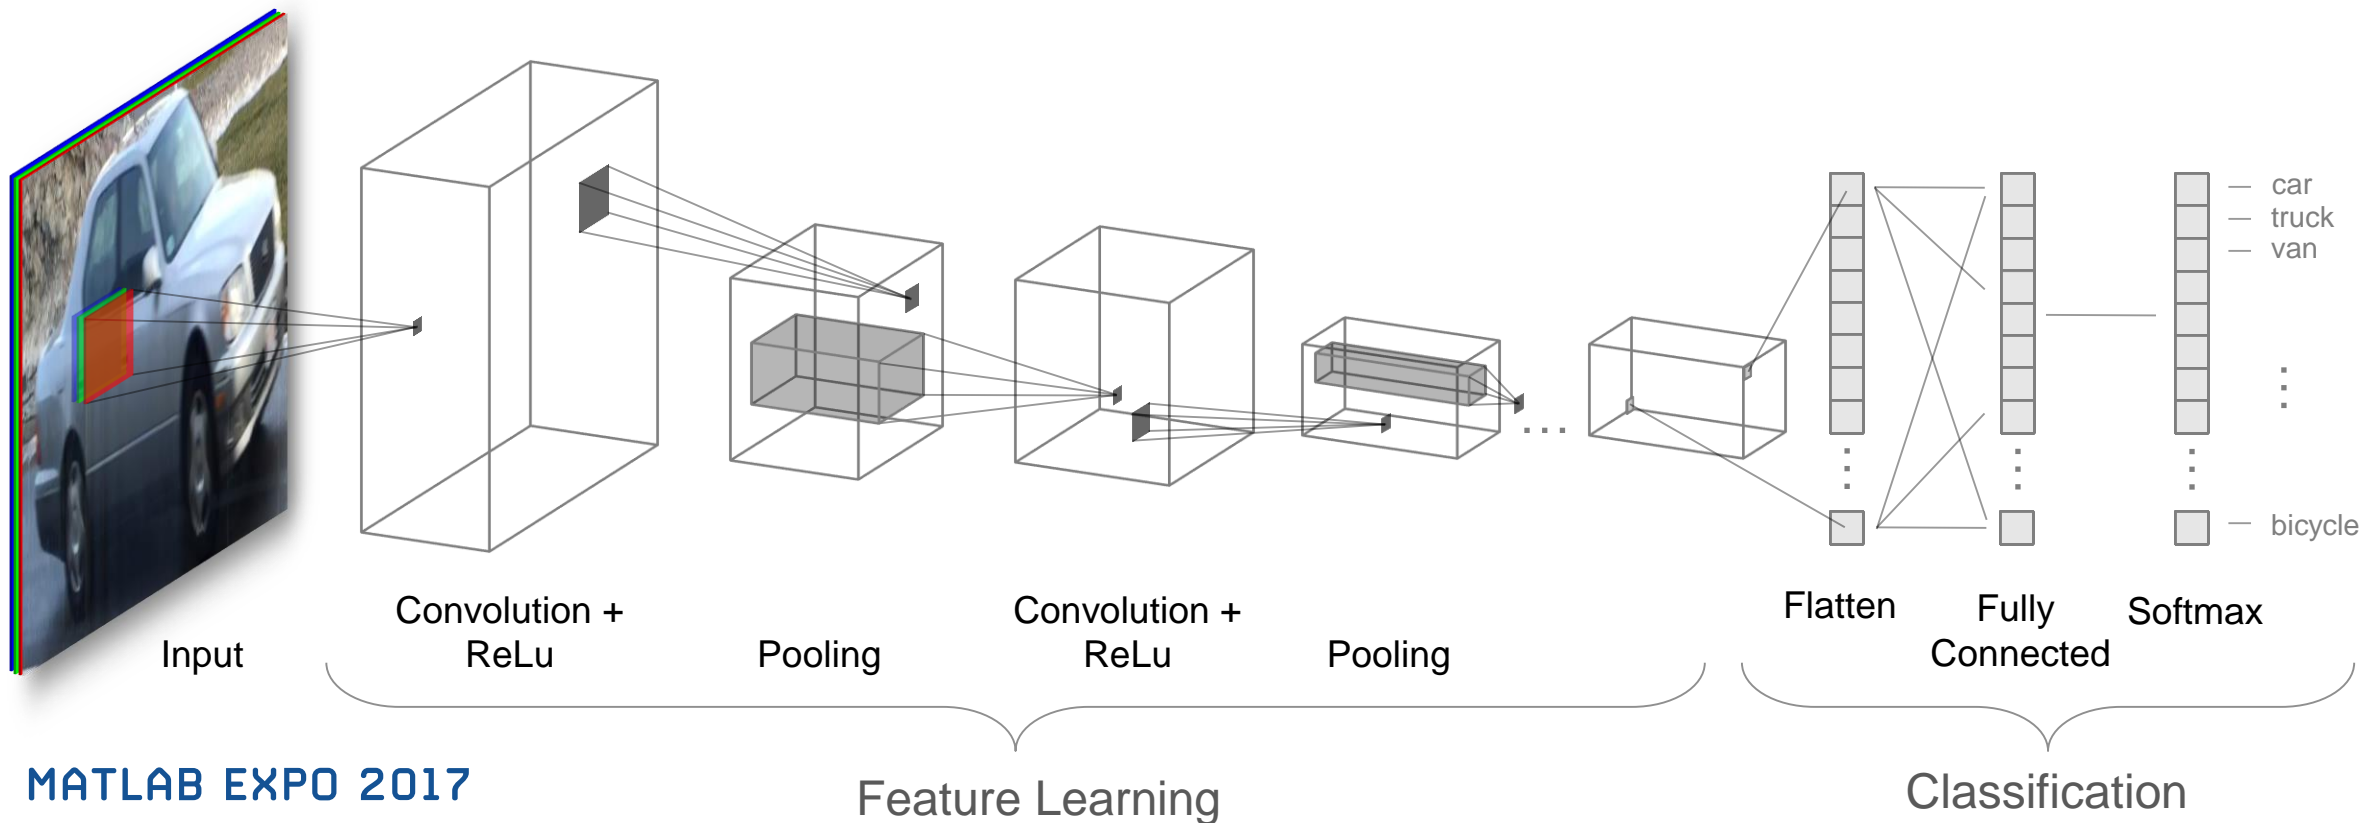 car
truck
van
bicycle
Input
Convolution +
ReLu
Pooling
Convolution +
ReLu
Pooling
Flatten
Fully
Connected
Softmax
Feature Learning
Classification
MATLAB EXPO 2017